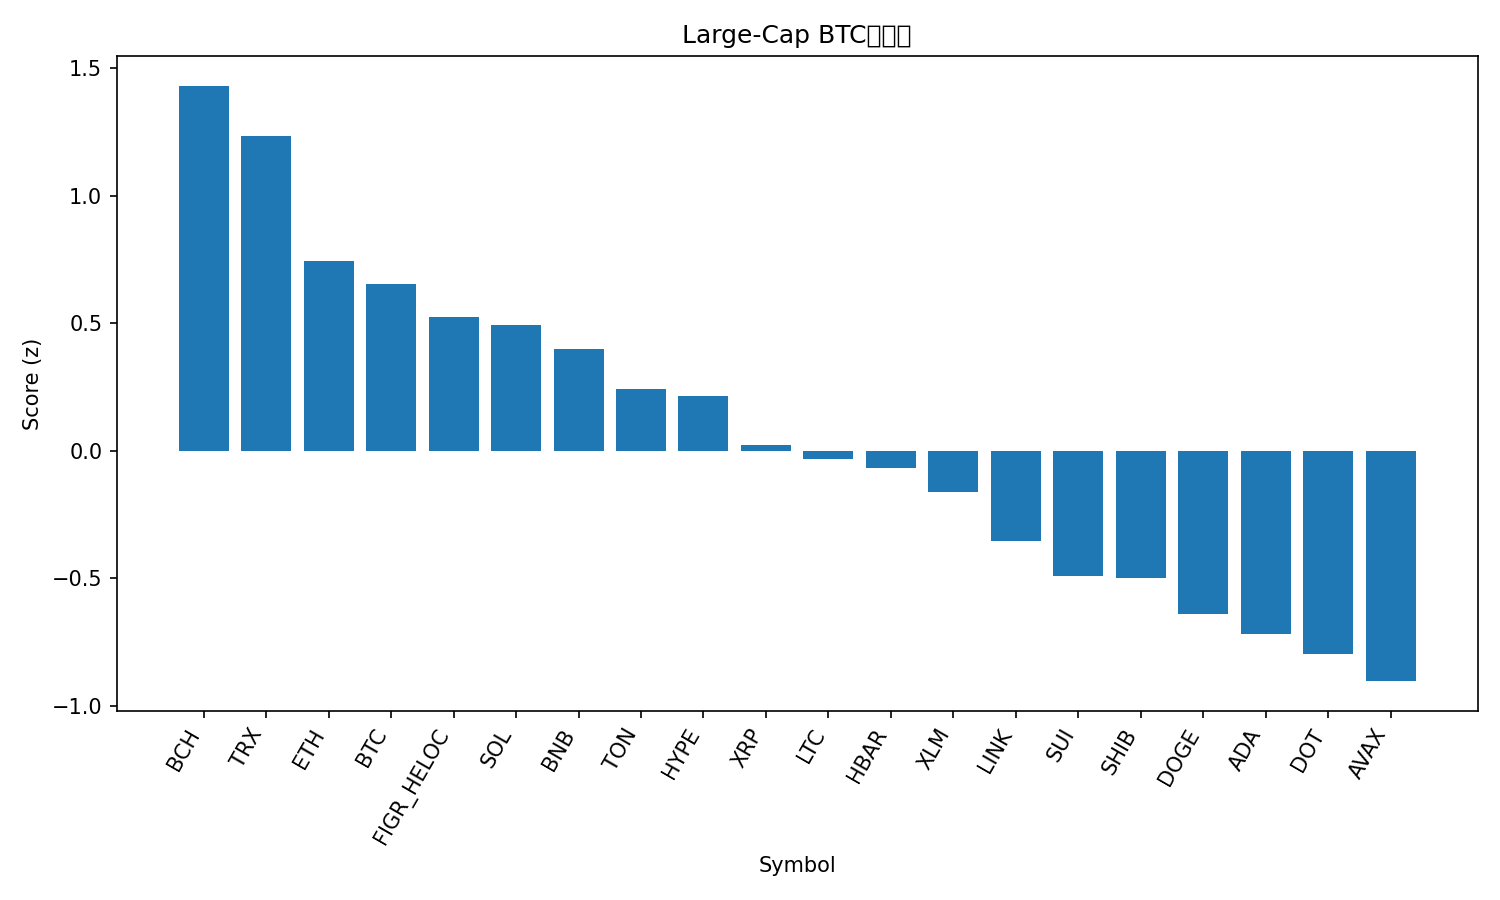 Large-Cap BTC
1.5
1.0
0.5
0.0
−0.5
−1.0
Score (z)
BCH
TRX
ETH
BTC
FIGR_HELOC
SOL
BNB
TON
HYPE
XRP
LTC
HBAR
XLM
LINK
SUI
SHIB
DOGE
ADA
DOT
AVAX
Symbol